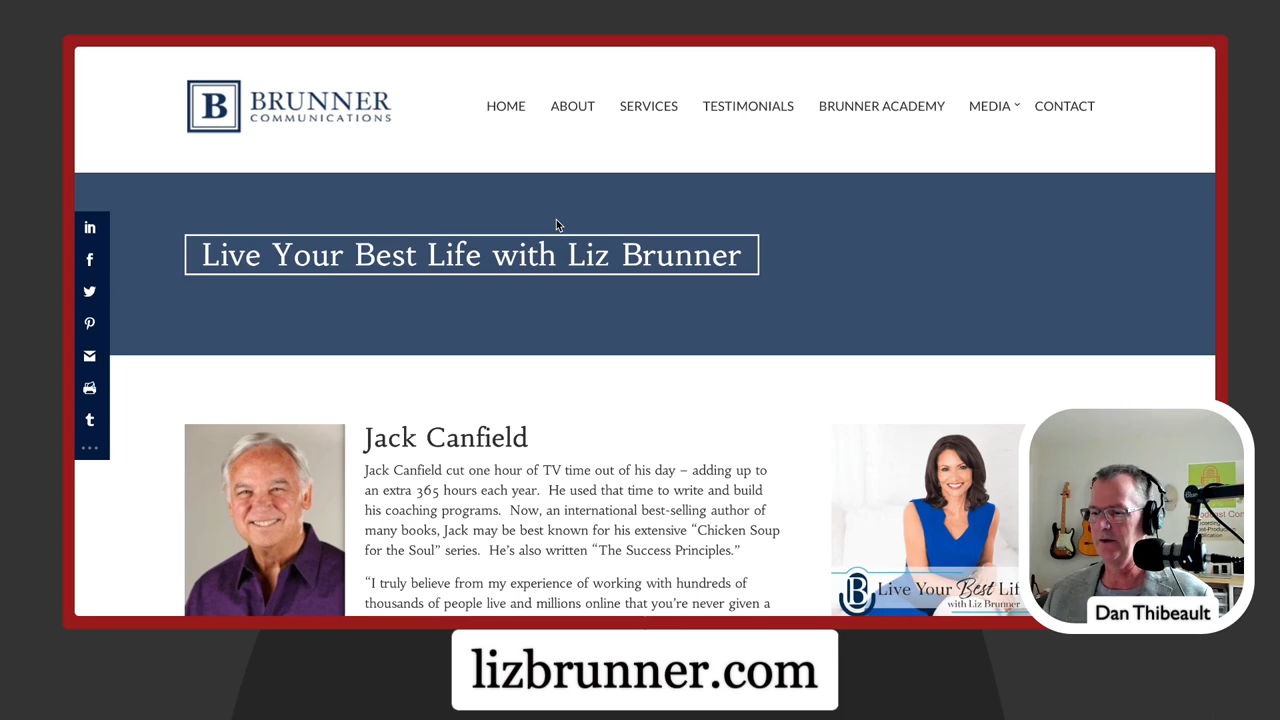 B BRUNNER
COMMUNICATIONS
HOME ABOUT SERVICES TESTIMONIALS BRUNNER ACADEMY MEDIA CONTACT
Live Your Best Life with Liz Brunner
Jack Canfield
Jack Canfield cut one hour of TV time out of his day – adding up to
an extra 365 hours each year. He used that time to write and build
his coaching programs. Now, an international best-selling author of
many books, Jack may be best known for his extensive “Chicken Soup
for the Soul” series. He’s also written “The Success Principles.”
“I truly believe from my experience of working with hundreds of
thousands of people live and millions online that you’re never given a
B Live Your Best Lif
with Liz Brunner
Blue
Dan Thibeault
lizbrunner.com